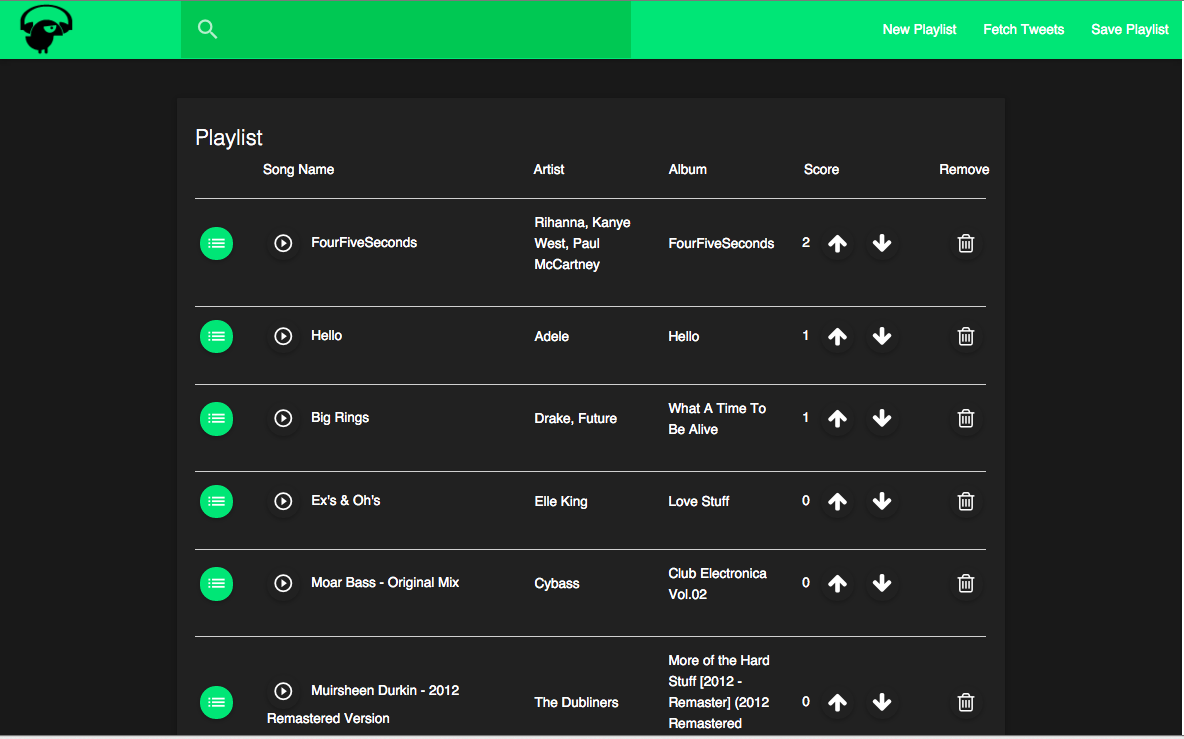 New Playlist Fetch Tweets Save Playlist
Playlist
Song Name Artist Album Score Remove
FourFiveSeconds
Rihanna, Kanye
West, Paul
McCartney
FourFiveSeconds
2
Hello Adele Hello 1
Big Rings
Drake, Future
What A Time To
Be Alive
1
Ex's & Oh's Elle King Love Stuff 0
Moar Bass - Original Mix
Cybass
Club Electronica
Vol.02
0
Muirsheen Durkin - 2012
Remastered Version
The Dubliners
More of the Hard
Stuff [2012 -
Remaster] (2012
Remastered
0